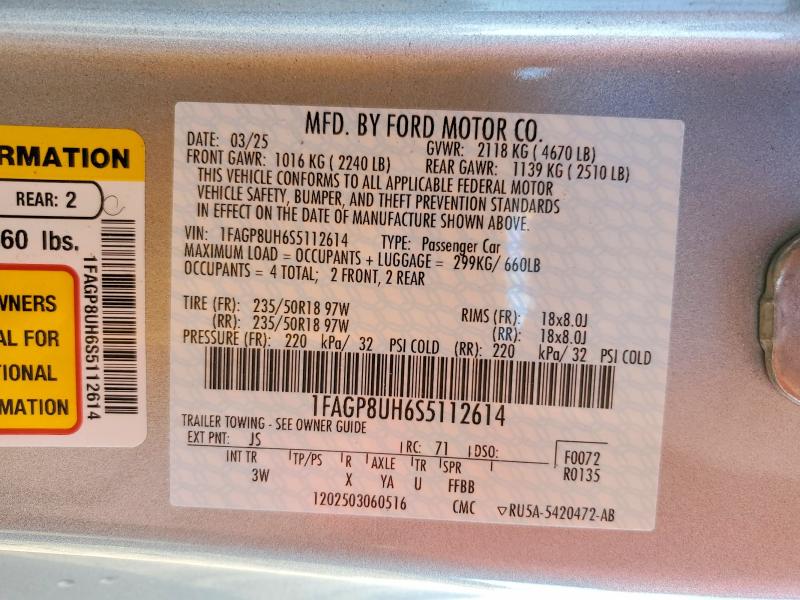 RMATION
REAR: 2
60 lbs.
WNERS
AL FOR
TIONAL
MATION
1FAGP8UH6S5112614
MFD. BY FORD MOTOR CO.
DATE: 03/25 GVWR: 2118 KG ( 4670 LB)
FRONT GAWR: 1016 KG ( 2240 LB) REAR GAWR: 1139 KG ( 2510 LB)
THIS VEHICLE CONFORMS TO ALL APPLICABLE FEDERAL MOTOR
VEHICLE SAFETY, BUMPER, AND THEFT PREVENTION STANDARDS
IN EFFECT ON THE DATE OF MANUFACTURE SHOWN ABOVE.
VIN: 1FAGP8UH6S5112614 TYPE: Passenger Car
MAXIMUM LOAD = OCCUPANTS + LUGGAGE = 299KG/ 660LB
OCCUPANTS = 4 TOTAL; 2 FRONT, 2 REAR
TIRE (FR): 235/50R18 97W RIMS (FR): 18x8.0J
(RR): 235/50R18 97W (RR): 18x8.0J
PRESSURE (FR): 220 kPa/ 32 PSI COLD (RR): 220 kPa/ 32 PSI COLD
1FAGP8UH6S5112614
TRAILER TOWING - SEE OWNER GUIDE
EXT PNT: JS RC: 71 DSO: F0072
INT TR TP/PS R AXLE TR SPR R0135
3W X YA U FFBB
1202503060516 CMC ▽RU5A-5420472-AB